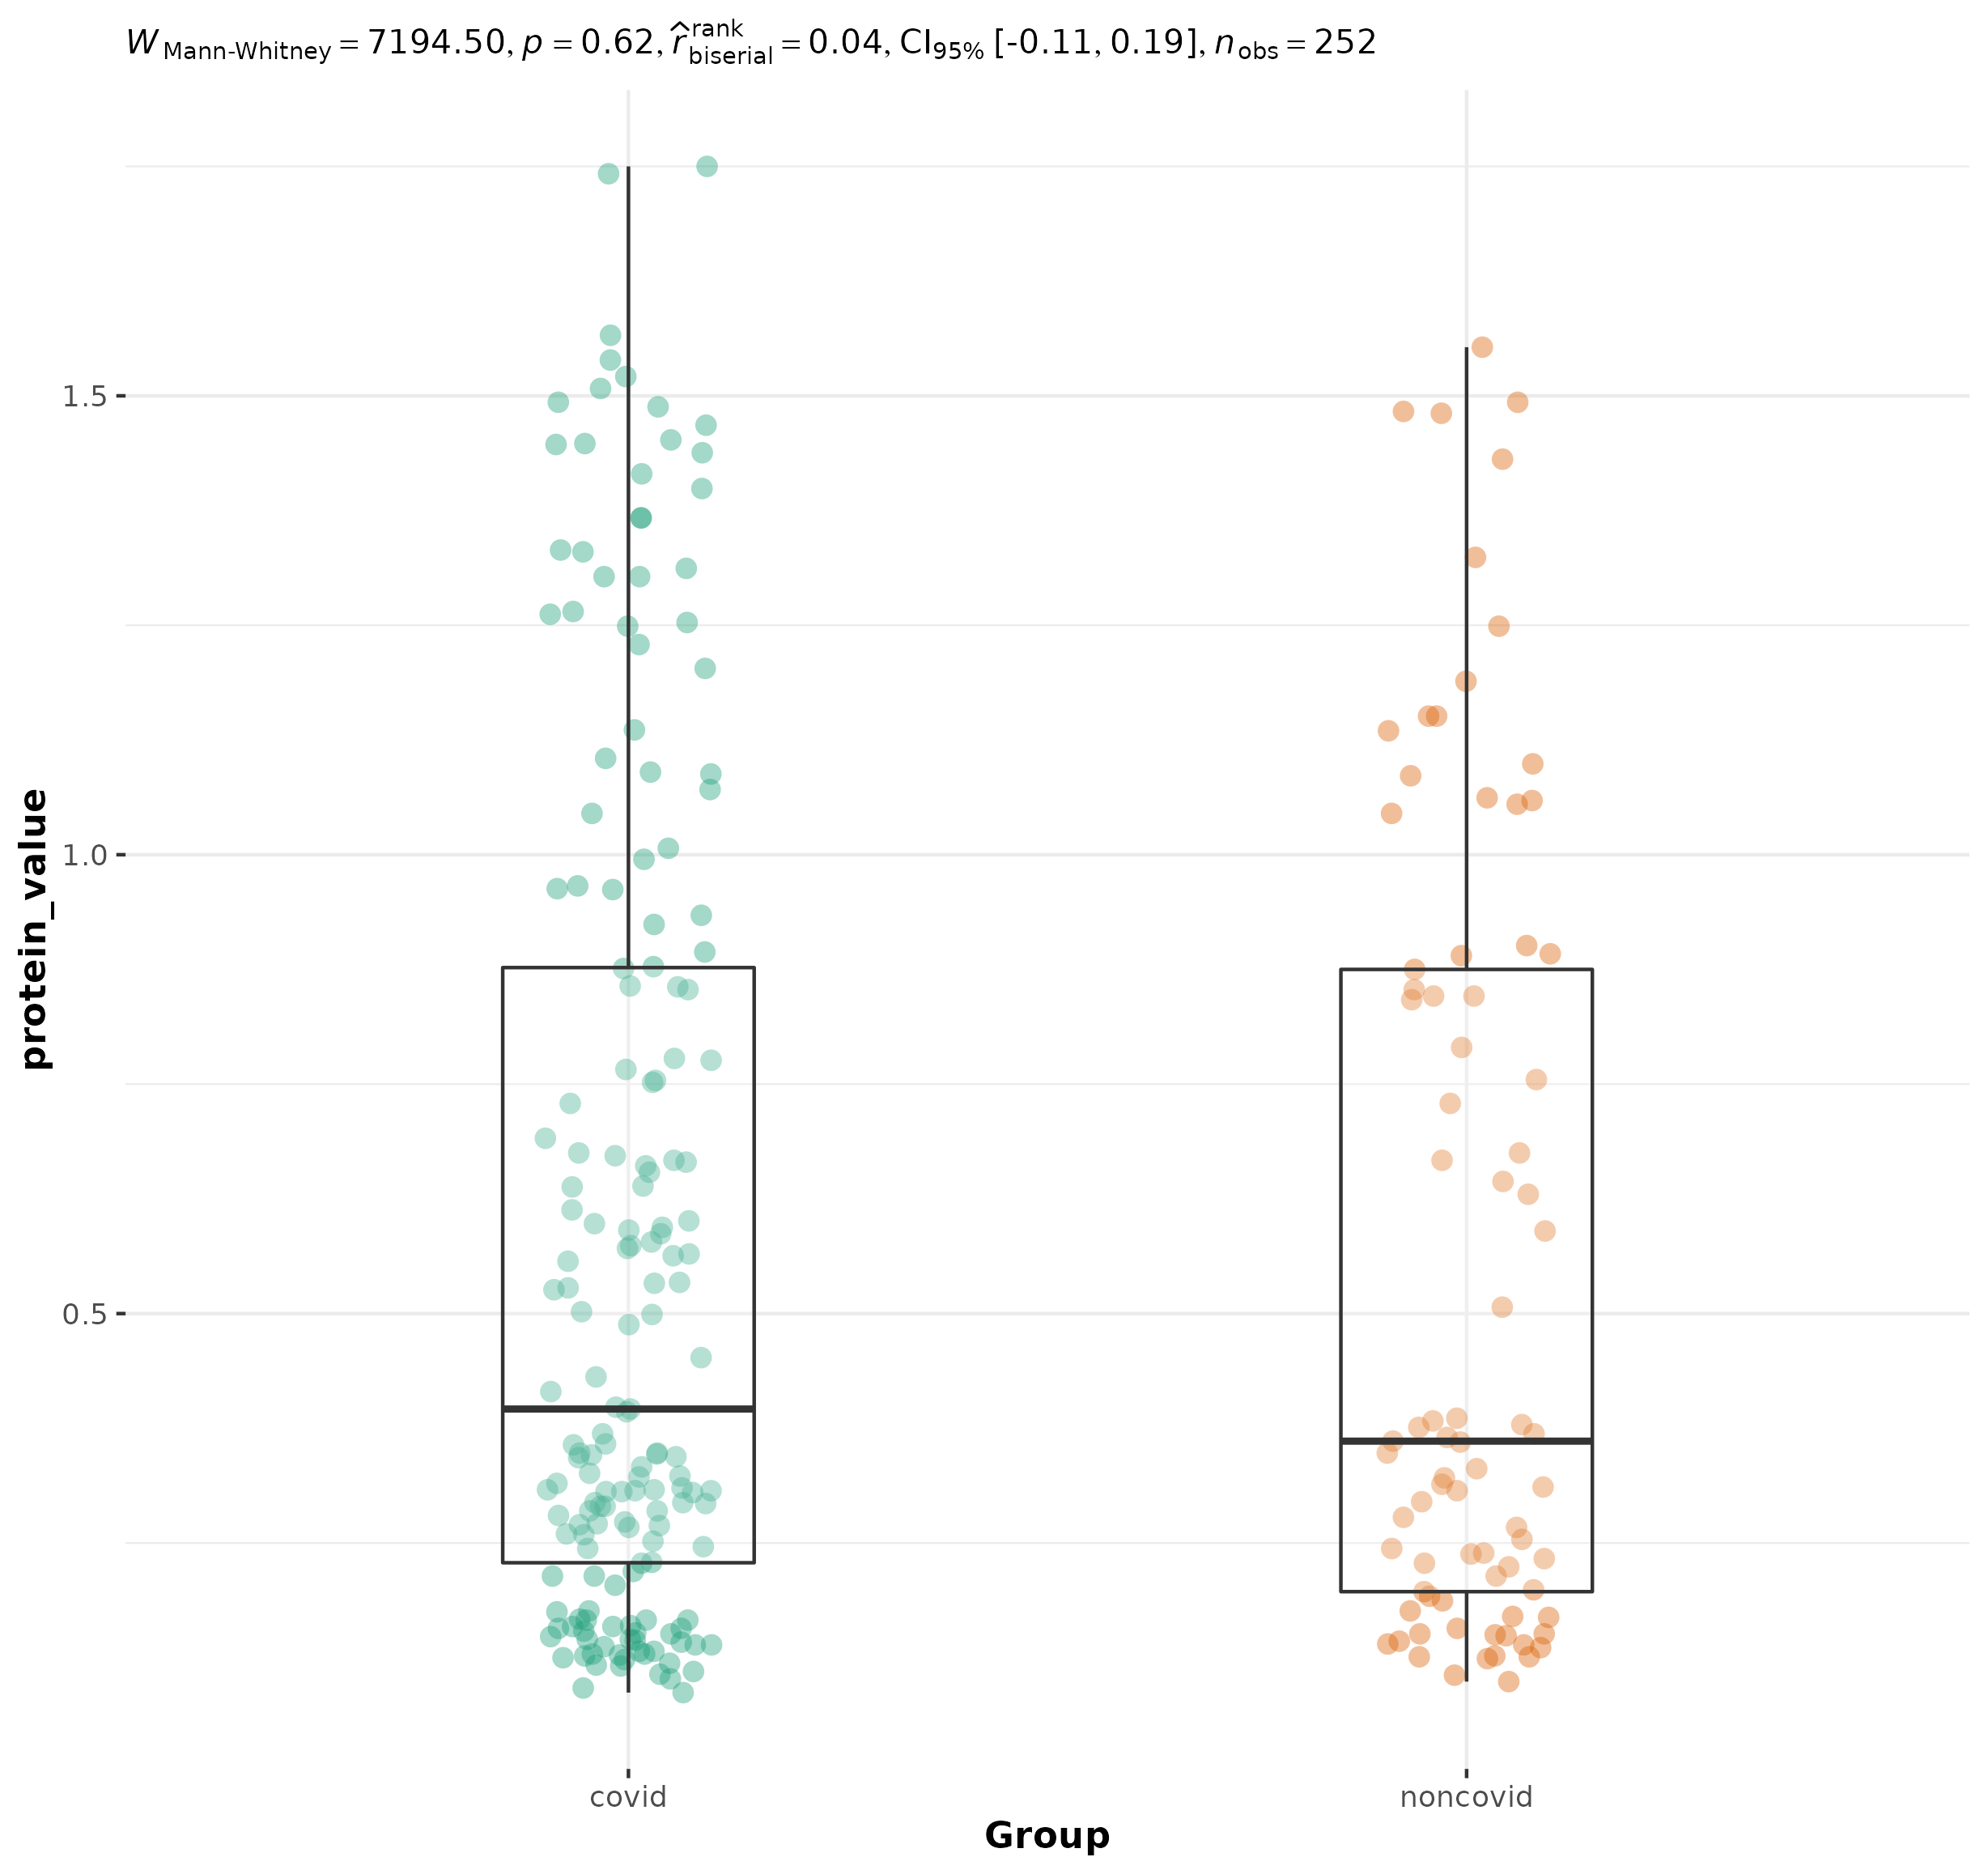 W Mann-Whitney = 7194.50, p = 0.62, r̂ rank biserial = 0.04, CI95% [-0.11, 0.19], n obs = 252
1.5
1.0
0.5
protein_value
covid noncovid
Group